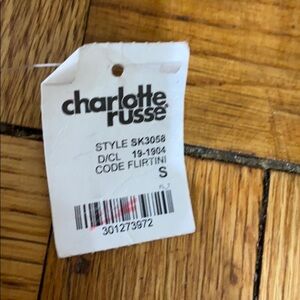 charlotte
russe
STYLE SK3058
D/CL 19-1904
CODE FLIRTINI
S
301273972